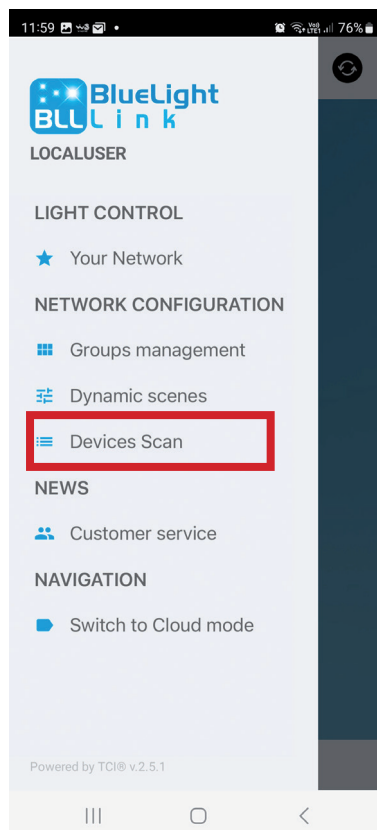 11:59 76%
BlueLight
BLL Link
LOCALUSER
LIGHT CONTROL
Your Network
NETWORK CONFIGURATION
Groups management
Dynamic scenes
Devices Scan
NEWS
Customer service
NAVIGATION
Switch to Cloud mode
Powered by TCI® v.2.5.1